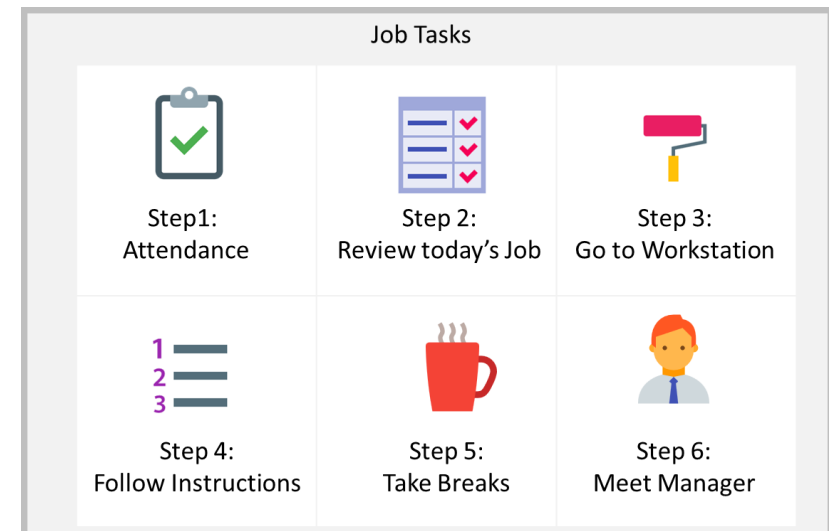 Job Tasks
Step1:
Attendance
Step 2:
Review today’s Job
Step 3:
Go to Workstation
1
2
3
Step 4:
Follow Instructions
Step 5:
Take Breaks
Step 6:
Meet Manager